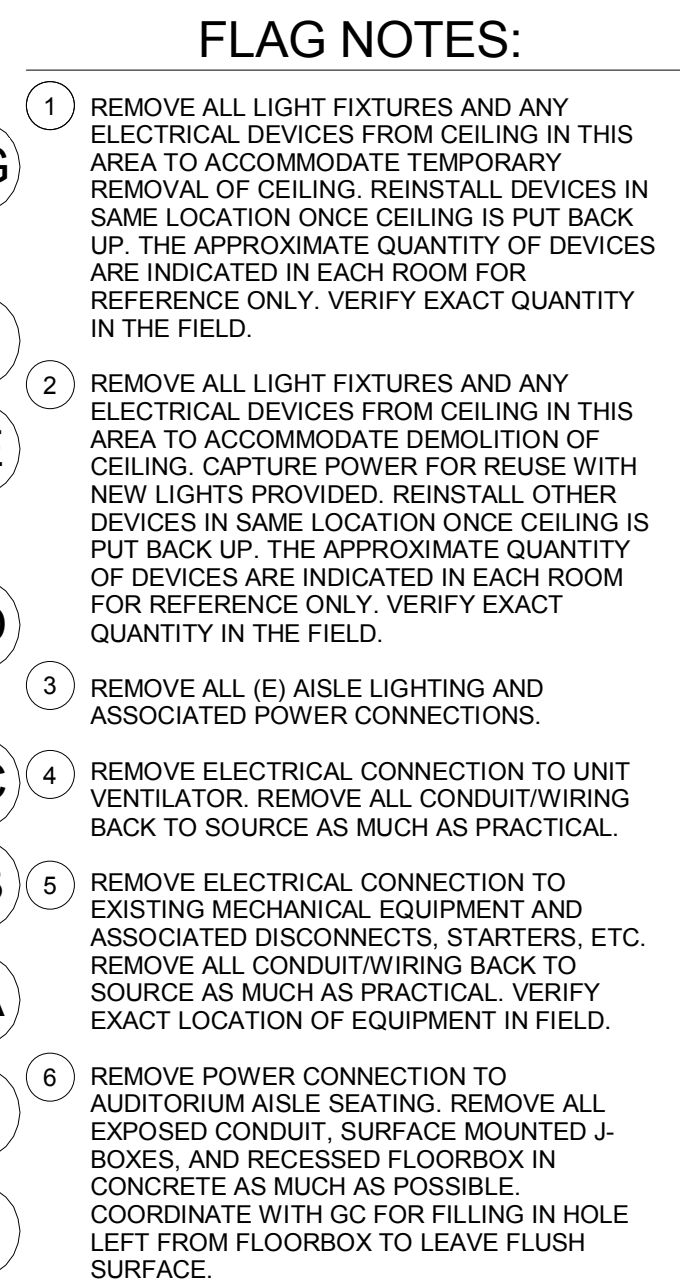 FLAG NOTES:
1 REMOVE ALL LIGHT FIXTURES AND ANY
ELECTRICAL DEVICES FROM CEILING IN THIS
AREA TO ACCOMMODATE TEMPORARY
REMOVAL OF CEILING. REINSTALL DEVICES IN
SAME LOCATION ONCE CEILING IS PUT BACK
UP. THE APPROXIMATE QUANTITY OF DEVICES
ARE INDICATED IN EACH ROOM FOR
REFERENCE ONLY. VERIFY EXACT QUANTITY
IN THE FIELD.
2 REMOVE ALL LIGHT FIXTURES AND ANY
ELECTRICAL DEVICES FROM CEILING IN THIS
AREA TO ACCOMMODATE DEMOLITION OF
CEILING. CAPTURE POWER FOR REUSE WITH
NEW LIGHTS PROVIDED. REINSTALL OTHER
DEVICES IN SAME LOCATION ONCE CEILING IS
PUT BACK UP. THE APPROXIMATE QUANTITY
OF DEVICES ARE INDICATED IN EACH ROOM
FOR REFERENCE ONLY. VERIFY EXACT
QUANTITY IN THE FIELD.
3 REMOVE ALL (E) AISLE LIGHTING AND
ASSOCIATED POWER CONNECTIONS.
4 REMOVE ELECTRICAL CONNECTION TO UNIT
VENTILATOR. REMOVE ALL CONDUIT/WIRING
BACK TO SOURCE AS MUCH AS PRACTICAL.
5 REMOVE ELECTRICAL CONNECTION TO
EXISTING MECHANICAL EQUIPMENT AND
ASSOCIATED DISCONNECTS, STARTERS, ETC.
REMOVE ALL CONDUIT/WIRING BACK TO
SOURCE AS MUCH AS PRACTICAL. VERIFY
EXACT LOCATION OF EQUIPMENT IN FIELD.
6 REMOVE POWER CONNECTION TO
AUDITORIUM AISLE SEATING. REMOVE ALL
EXPOSED CONDUIT, SURFACE MOUNTED J-
BOXES, AND RECESSED FLOORBOX IN
CONCRETE AS MUCH AS POSSIBLE.
COORDINATE WITH GC FOR FILLING IN HOLE
LEFT FROM FLOORBOX TO LEAVE FLUSH
SURFACE.